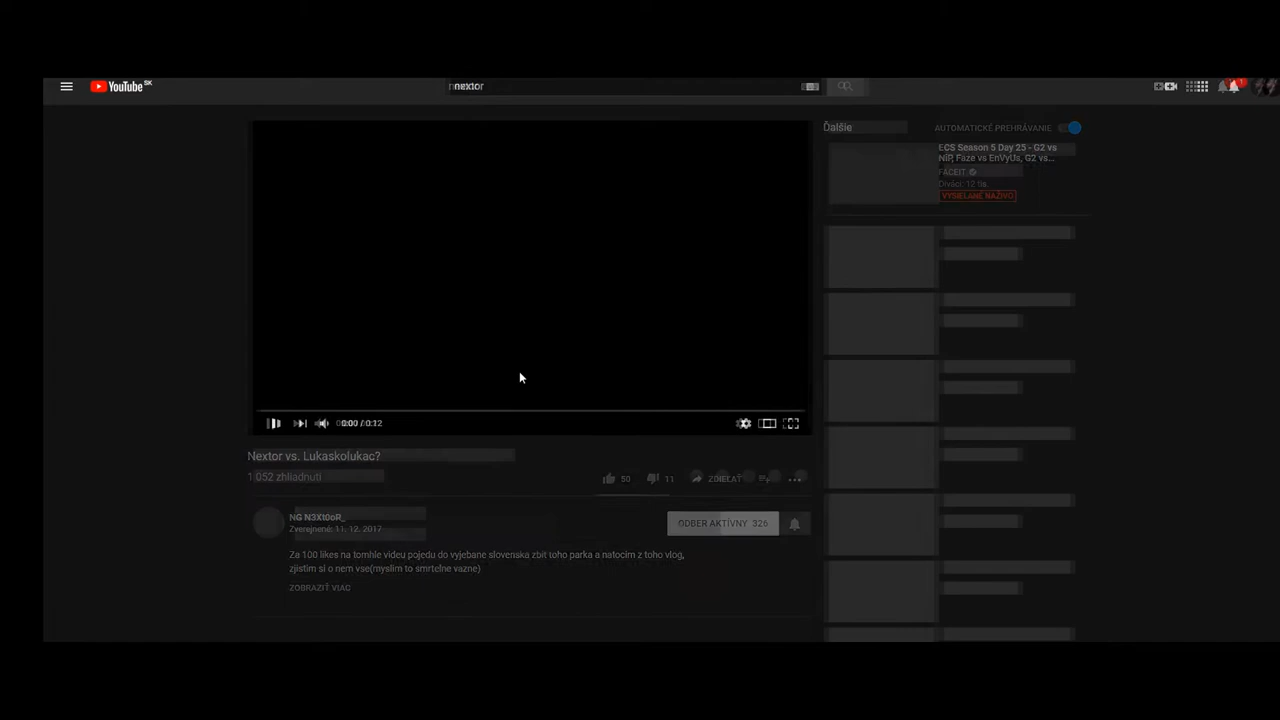 YouTube SK
nextor
Ďalšie
AUTOMATICKÉ PREHRÁVANIE
ECS Season 5 Day 25 - G2 vs
NiP, Faze vs EnVyUs, G2 vs...
FACEIT
Diváci: 12 tis.
VYSIELANÉ NAŽIVO
0:00 / 0:12
Nextor vs. Lukaskolukac?
1 052 zhliadnutí
50
11
ZDIEĽAŤ
NG N3Xt0oR_
Zverejnené: 11. 12. 2017
ODBER AKTÍVNY 326
Za 100 likes na tomhle videu pojedu do vyjebane slovenska zbit toho parka a natocim z toho vlog,
zjistim si o nem vse(myslim to smrtelne vazne)
ZOBRAZIŤ VIAC